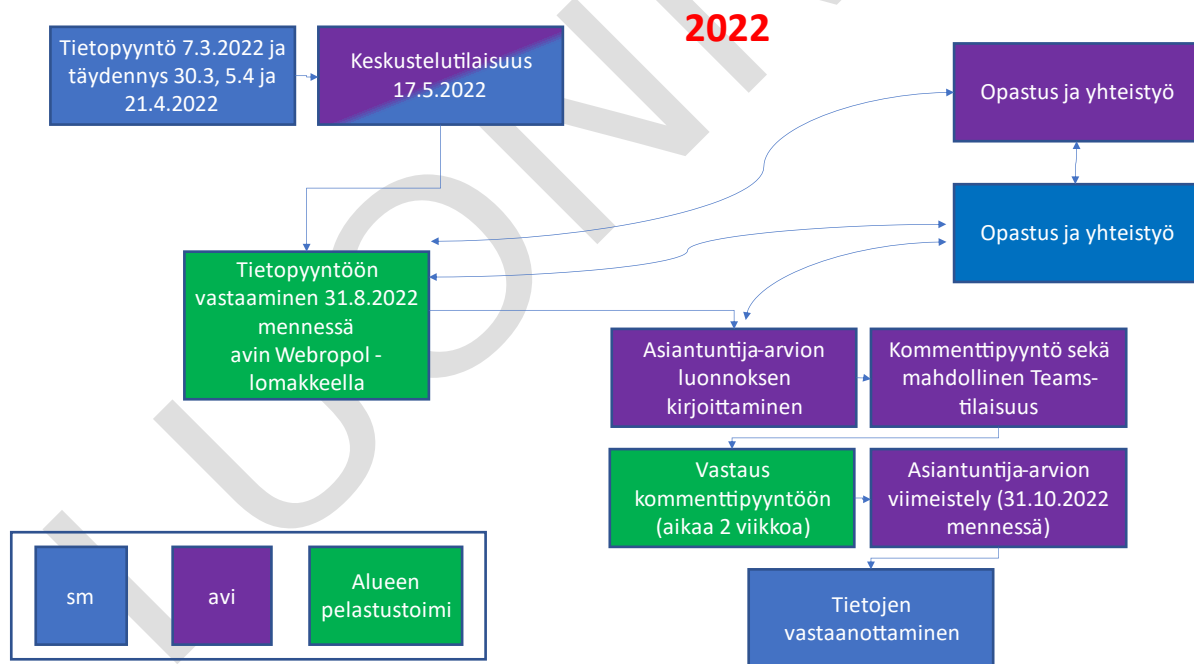 2022
Tietopyyntö 7.3.2022 ja
täydennys 30.3, 5.4 ja
21.4.2022
Keskustelutilaisuus
17.5.2022
Opastus ja yhteistyö
Opastus ja yhteistyö
Tietopyyntöön
vastaaminen 31.8.2022
mennessä
avin Webropol -
lomakkeella
Asiantuntija-arvion
luonnoksen
kirjoittaminen
Kommenttipyyntö sekä
mahdollinen Teams-
tilaisuus
Vastaus
kommenttipyyntöön
(aikaa 2 viikkoa)
Asiantuntija-arvion
viimeistely (31.10.2022
mennessä)
Tietojen
vastaanottaminen
sm
avi
Alueen
pelastustoimi